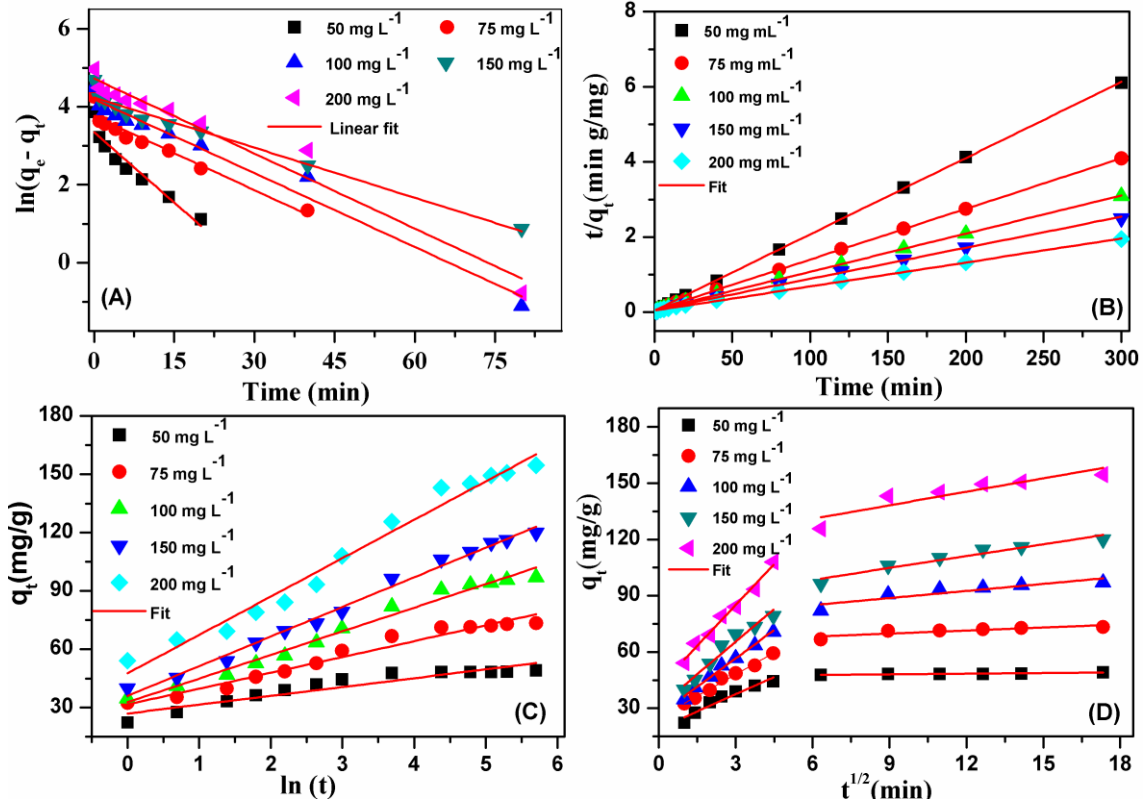 6
4
2
0
50 mg L⁻¹
75 mg L⁻¹
100 mg L⁻¹
150 mg L⁻¹
200 mg L⁻¹
Linear fit
(A)
ln(qₑ- qₜ)
0 15 30 45 60 75
Time (min)
8
6
4
2
0
50 mg mL⁻¹
75 mg mL⁻¹
100 mg mL⁻¹
150 mg mL⁻¹
200 mg mL⁻¹
Fit
(B)
t/qₜ(min g/mg)
0 50 100 150 200 250 300
Time (min)
180
150
120
90
60
30
50 mg L⁻¹
75 mg L⁻¹
100 mg L⁻¹
150 mg L⁻¹
200 mg L⁻¹
Fit
(C)
qₜ(mg/g)
0 1 2 3 4 5 6
ln (t)
180
150
120
90
60
30
50 mg L⁻¹
75 mg L⁻¹
100 mg L⁻¹
150 mg L⁻¹
200 mg L⁻¹
Fit
(D)
qₜ(mg/g)
0 3 6 9 12 15 18
t¹/²(min)